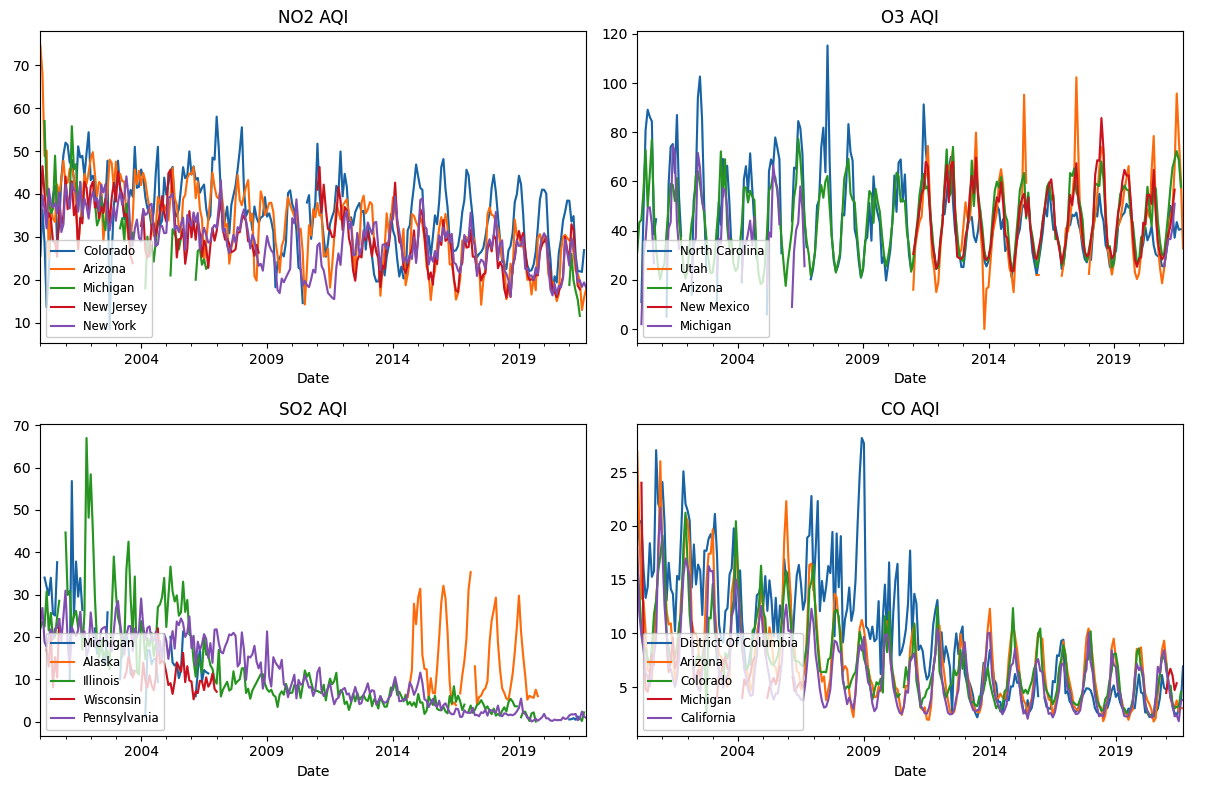 NO2 AQI
70
60
50
40
30
20
10
Colorado
Arizona
Michigan
New Jersey
New York
2004
2009
2014
2019
Date
O3 AQI
120
100
80
60
40
20
0
North Carolina
Utah
Arizona
New Mexico
Michigan
2004
2009
2014
2019
Date
SO2 AQI
70
60
50
40
30
20
10
0
Michigan
Alaska
Illinois
Wisconsin
Pennsylvania
2004
2009
2014
2019
Date
CO AQI
25
20
15
10
5
District Of Columbia
Arizona
Colorado
Michigan
California
2004
2009
2014
2019
Date